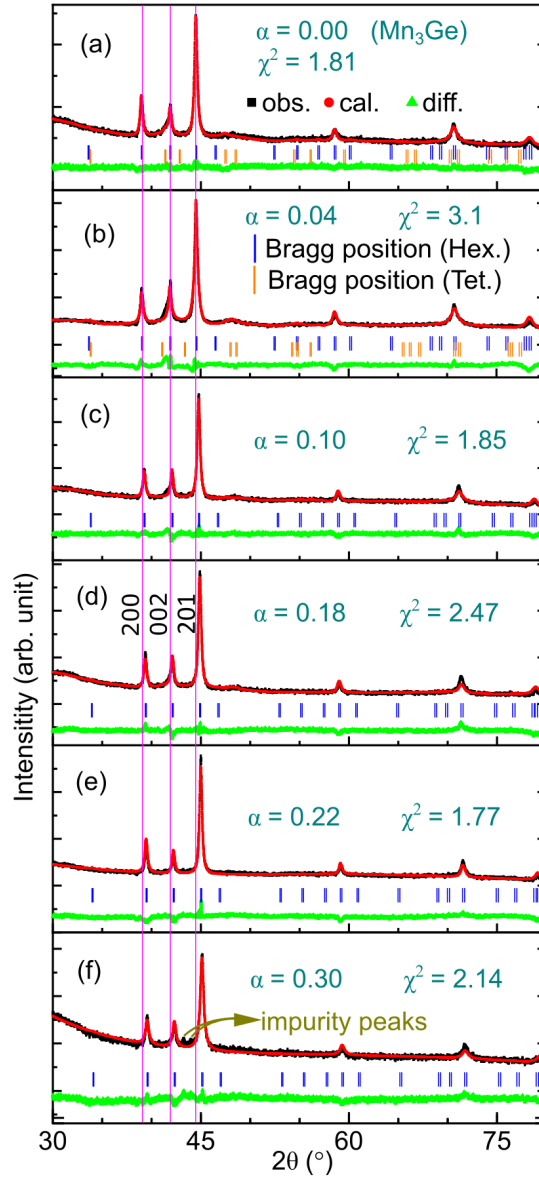 (a)
α = 0.00 (Mn₃Ge)
χ² = 1.81
obs. cal. diff.
(b)
α = 0.04 χ² = 3.1
Bragg position (Hex.)
Bragg position (Tet.)
(c)
α = 0.10 χ² = 1.85
(d)
200 002 201
α = 0.18 χ² = 2.47
(e)
α = 0.22 χ² = 1.77
(f)
α = 0.30 χ² = 2.14
impurity peaks
Intensitity (arb. unit)
30 45 60 75
2θ (°)